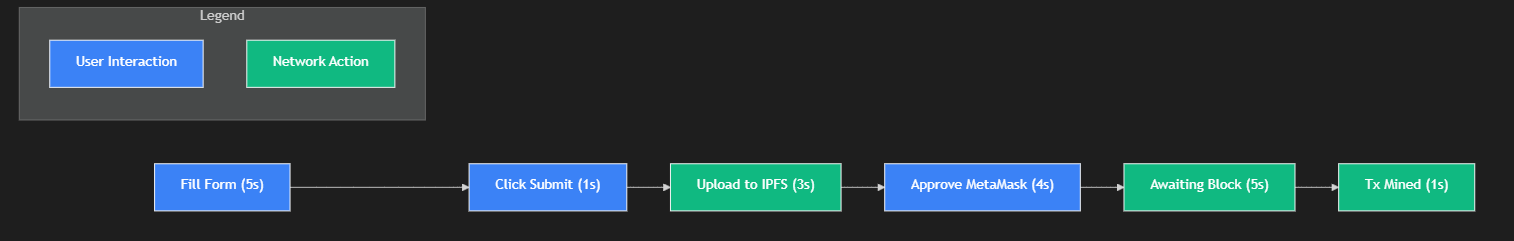 Legend
User Interaction
Network Action
Fill Form (5s)
Click Submit (1s)
Upload to IPFS (3s)
Approve MetaMask (4s)
Awaiting Block (5s)
Tx Mined (1s)